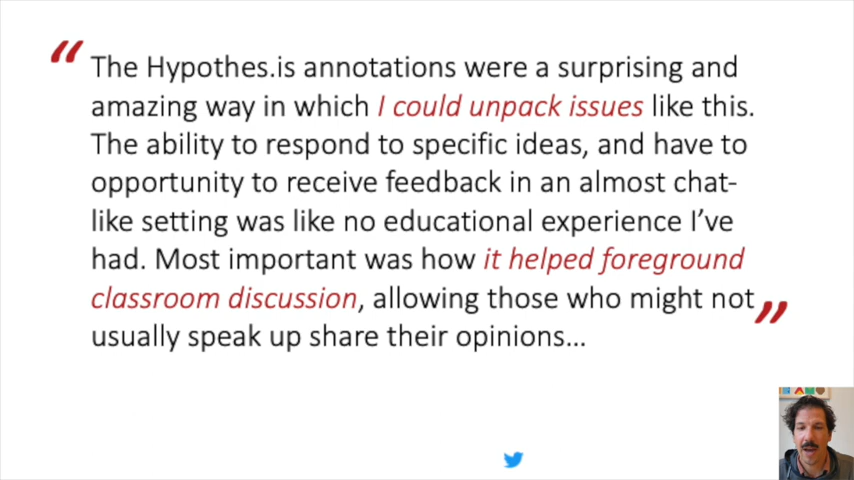 “
The Hypothes.is annotations were a surprising and
amazing way in which I could unpack issues like this.
The ability to respond to specific ideas, and have to
opportunity to receive feedback in an almost chat-
like setting was like no educational experience I’ve
had. Most important was how it helped foreground
classroom discussion, allowing those who might not
usually speak up share their opinions… ”